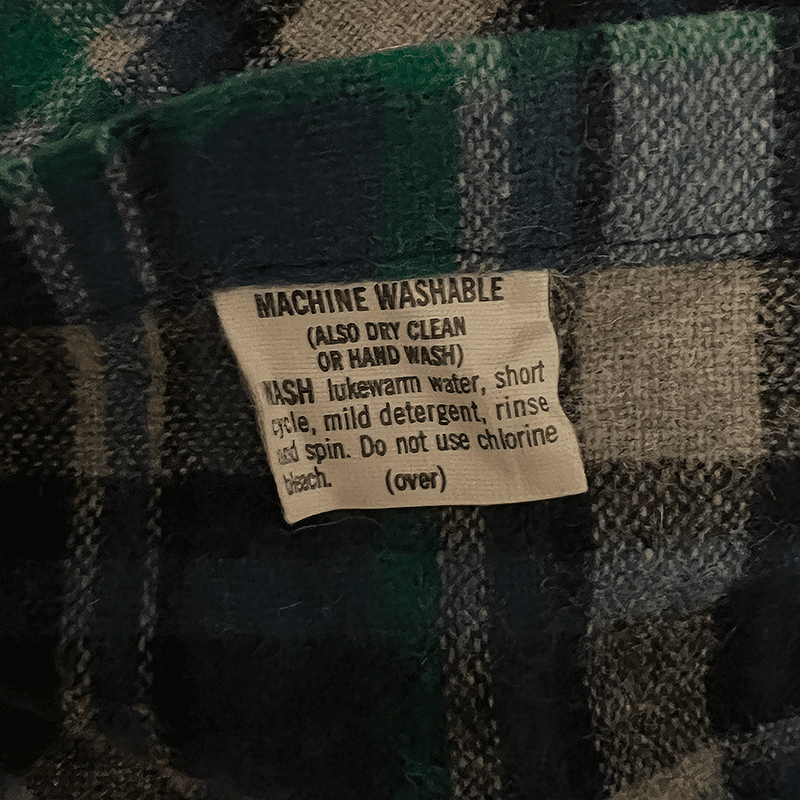 MACHINE WASHABLE
(ALSO DRY CLEAN
OR HAND WASH)
WASH lukewarm water, short
cycle, mild detergent, rinse
and spin. Do not use chlorine
bleach. (over)